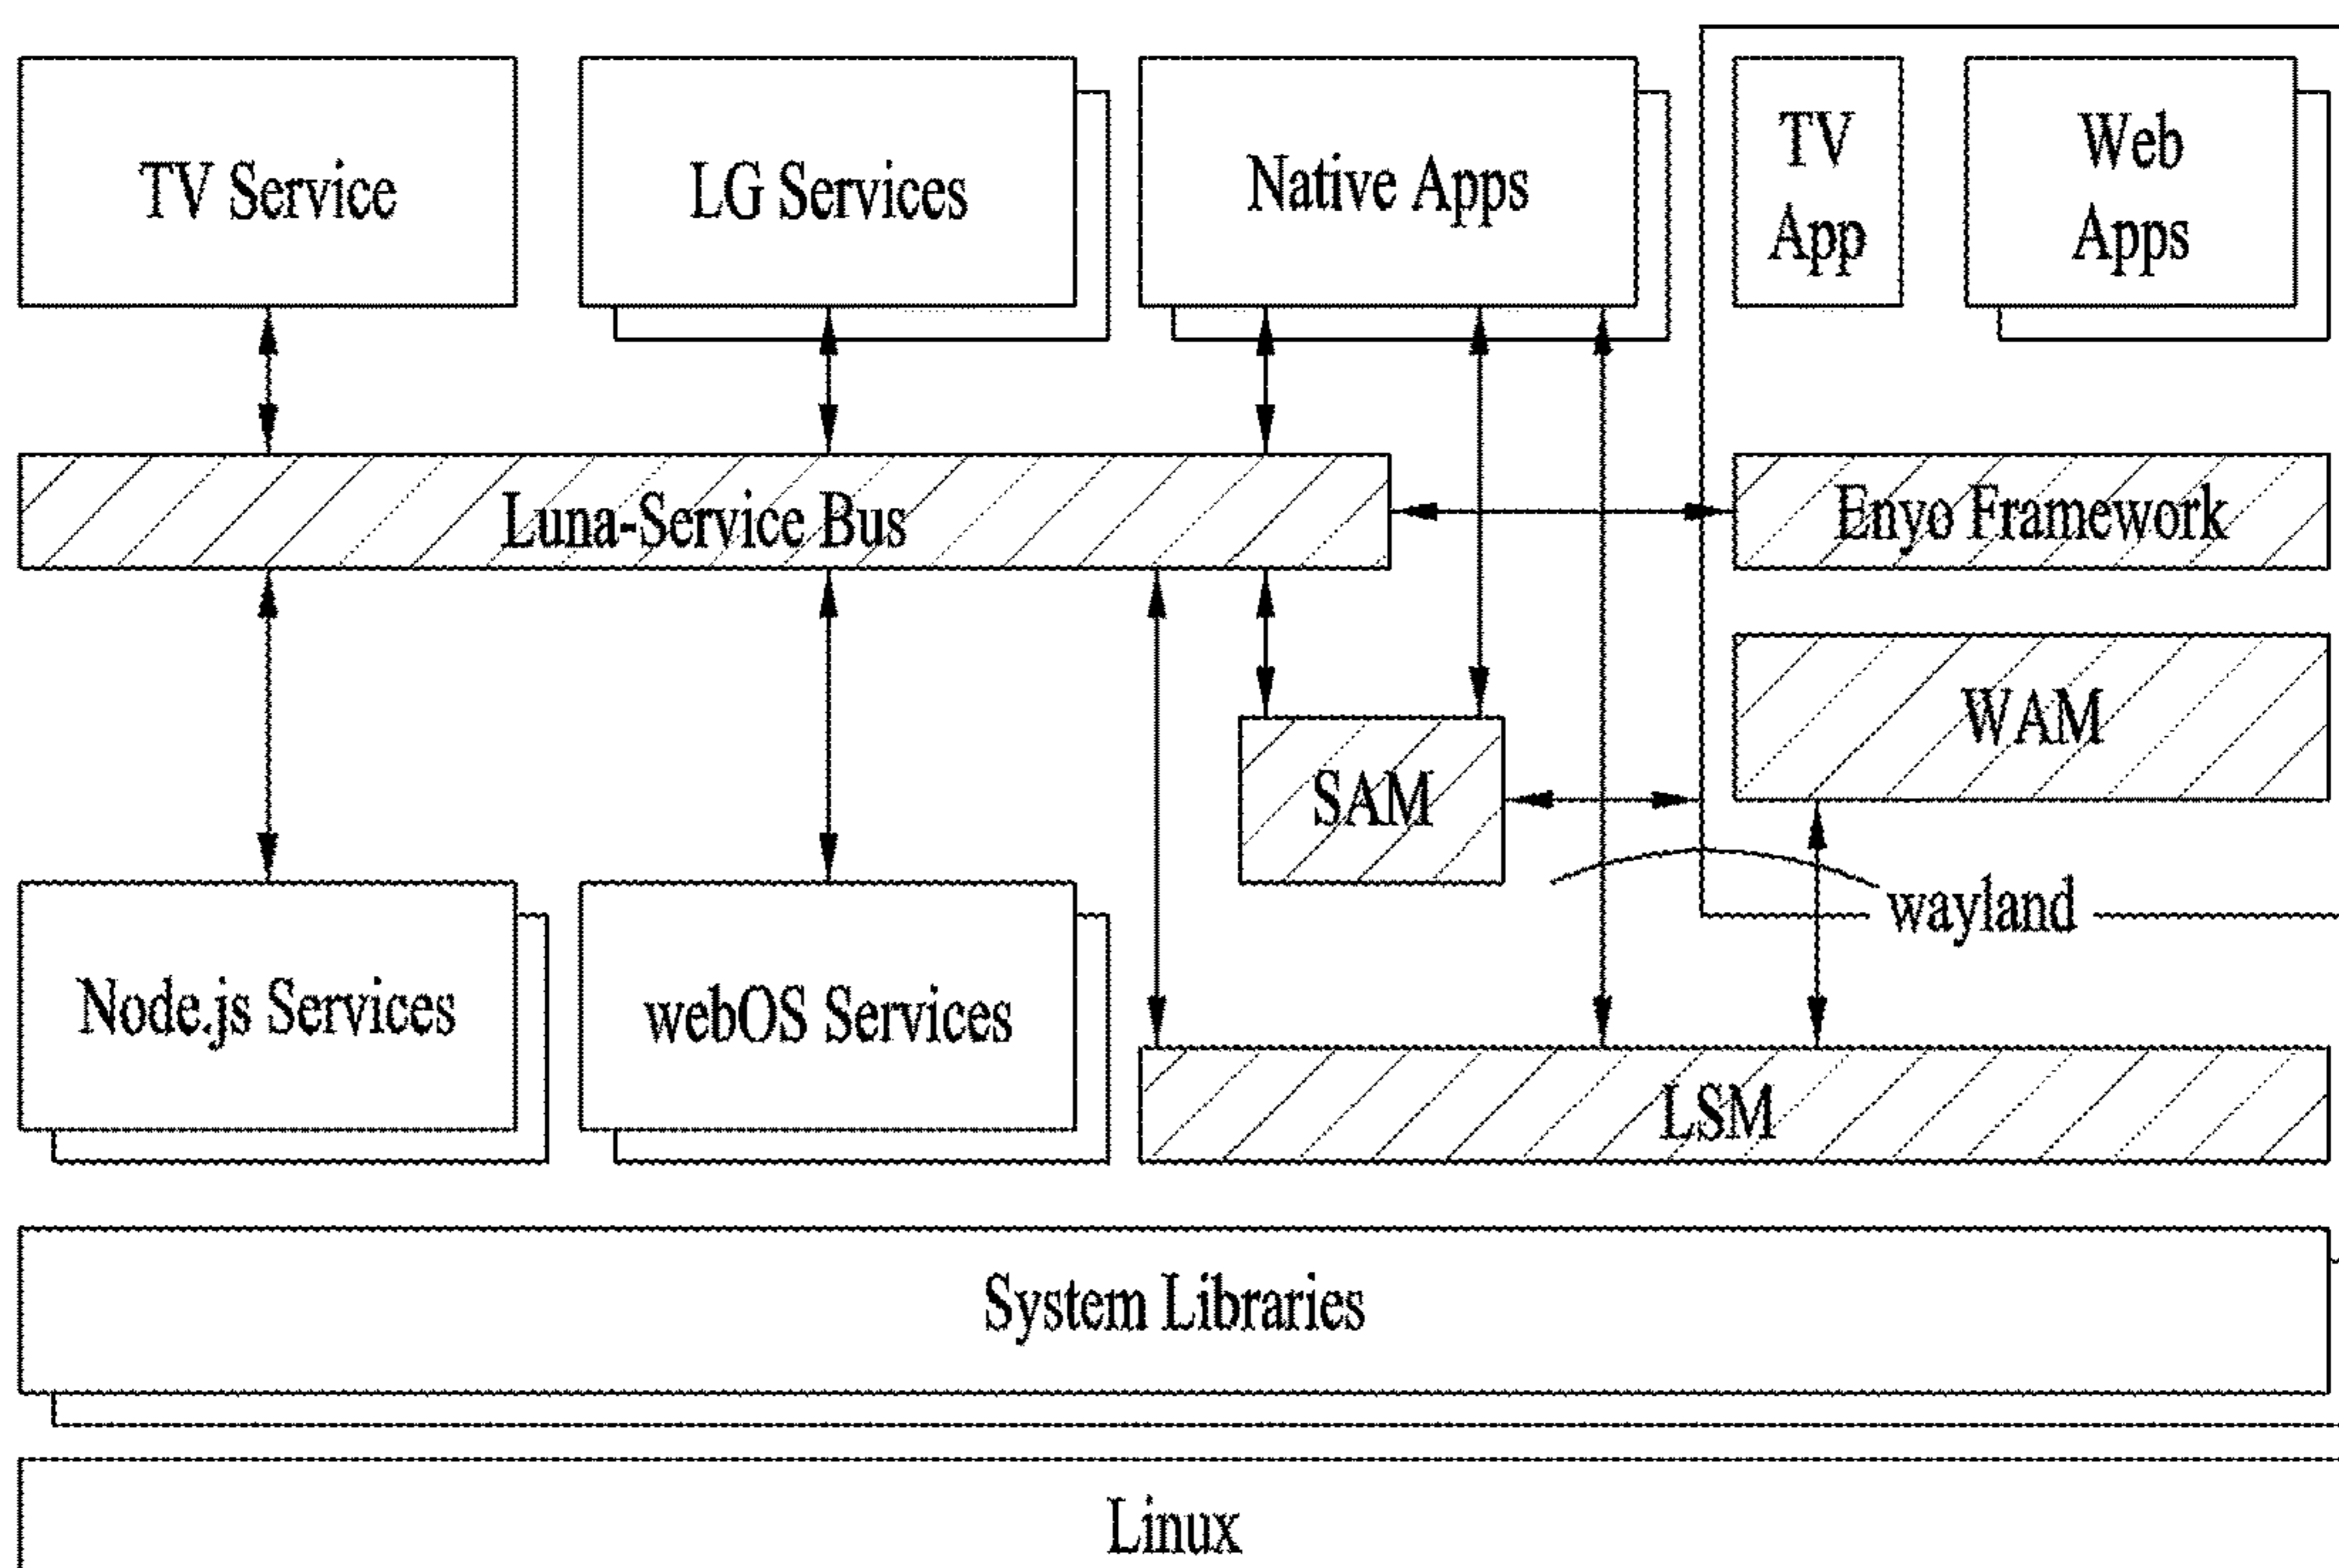 TV Service
LG Services
Native Apps
TV
App
Web
Apps
Luna-Service Bus
Enyo Framework
WAM
SAM
wayland
Node.js Services
webOS Services
LSM
System Libraries
Linux